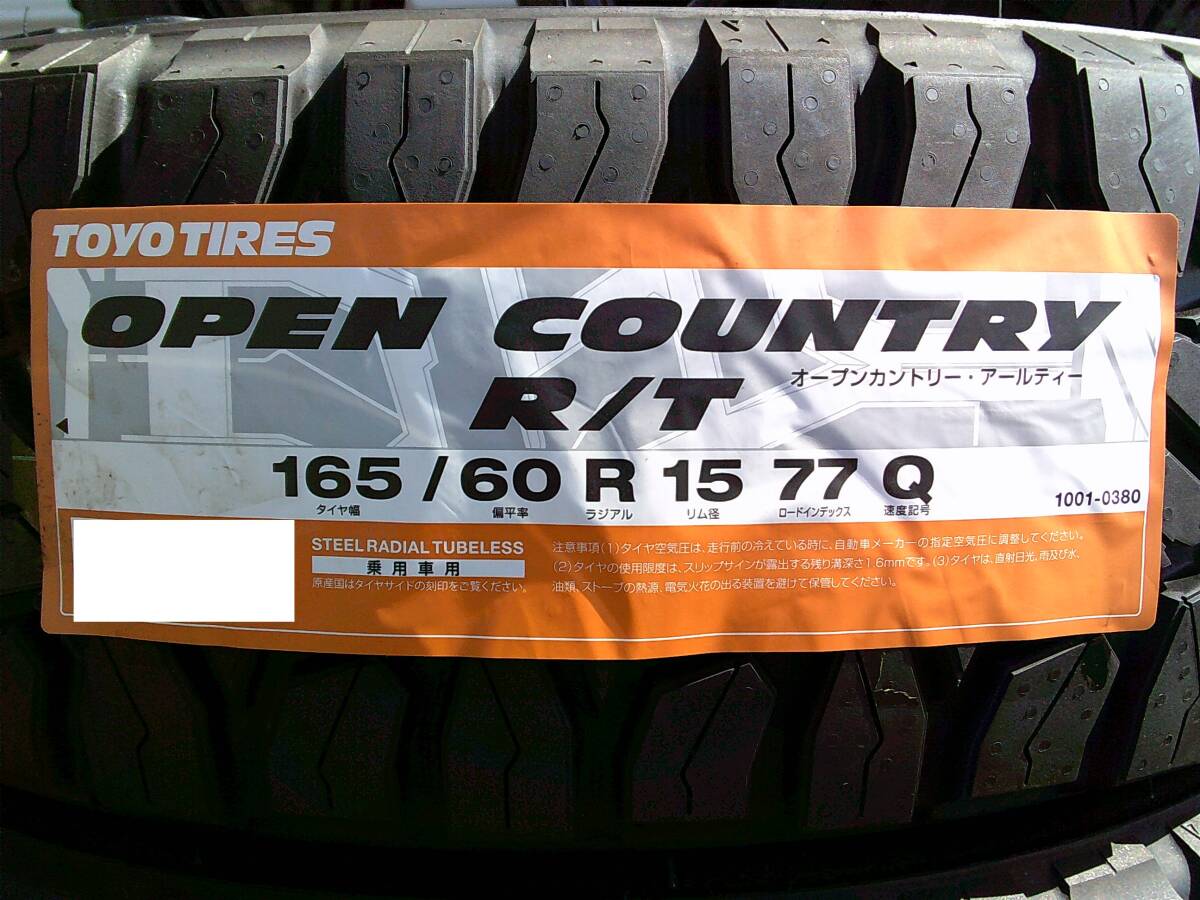 TOYO TIRES
OPEN COUNTRY
R/T オープンカントリー・アールティー
165 / 60 R 15 77 Q
タイヤ幅 偏平率 ラジアル リム径 ロードインデックス 速度記号
1001-0380
STEEL RADIAL TUBELESS
乗用車用
原産国はタイヤサイドの刻印をご覧ください。
注意事項(1)タイヤ空気圧は、走行前の冷えている時に、自動車メーカーの指定空気圧に調整してください。
(2)タイヤの使用限度は、スリップサインが露出する残り溝深さ1.6mmです。(3)タイヤは、直射日光、雨及び水、
油類、ストーブの熱源、電気火花の出る装置を避けて保管してください。